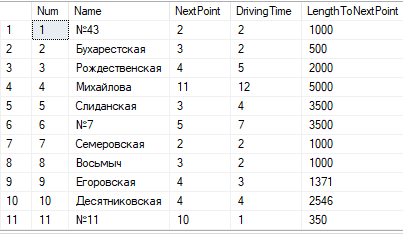 Num Name NextPoint DrivingTime LengthToNextPoint
1 1 №43 2 2 1000
2 2 Бухарестская 3 2 500
3 3 Рождественская 4 5 2000
4 4 Михайлова 11 12 5000
5 5 Слиданская 3 4 3500
6 6 №7 5 7 3500
7 7 Семеровская 2 2 1000
8 8 Восьмыч 3 2 1000
9 9 Егоровская 4 3 1371
10 10 Десятниковская 4 4 2546
11 11 №11 10 1 350